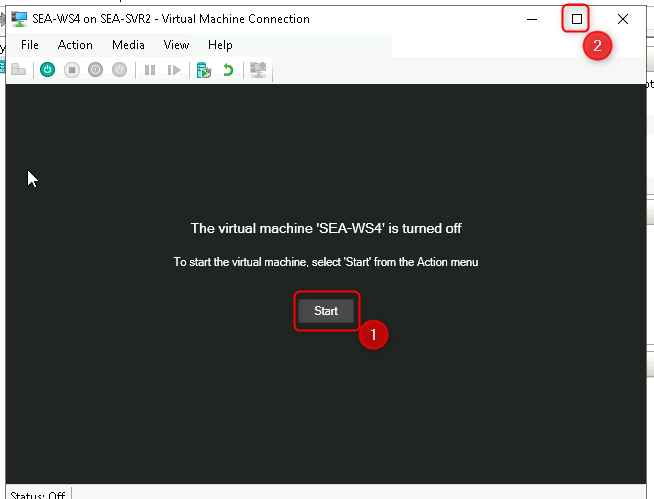 SEA-WS4 on SEA-SVR2 - Virtual Machine Connection
2
File Action Media View Help
The virtual machine 'SEA-WS4' is turned off
To start the virtual machine, select 'Start' from the Action menu
Start
1
Status: Off